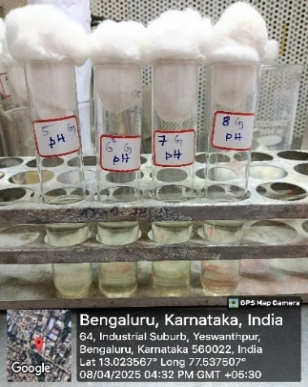 5 G
pH
6 G
pH
7 G
pH
8 G
pH
GPS Map Camera
Bengaluru, Karnataka, India
64, Industrial Suburb, Yeswanthpur,
Bengaluru, Karnataka 560022, India
Lat 13.023567° Long 77.537507°
08/04/2025 04:32 PM GMT +05:30
Google